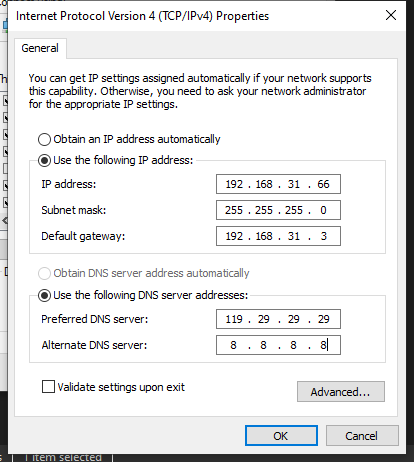 Internet Protocol Version 4 (TCP/IPv4) Properties
General
You can get IP settings assigned automatically if your network supports
this capability. Otherwise, you need to ask your network administrator
for the appropriate IP settings.
Obtain an IP address automatically
Use the following IP address:
IP address: 192 . 168 . 31 . 66
Subnet mask: 255 . 255 . 255 . 0
Default gateway: 192 . 168 . 31 . 3
Obtain DNS server address automatically
Use the following DNS server addresses:
Preferred DNS server: 119 . 29 . 29 . 29
Alternate DNS server: 8 . 8 . 8 . 8
Validate settings upon exit
Advanced...
OK Cancel
1 item selected